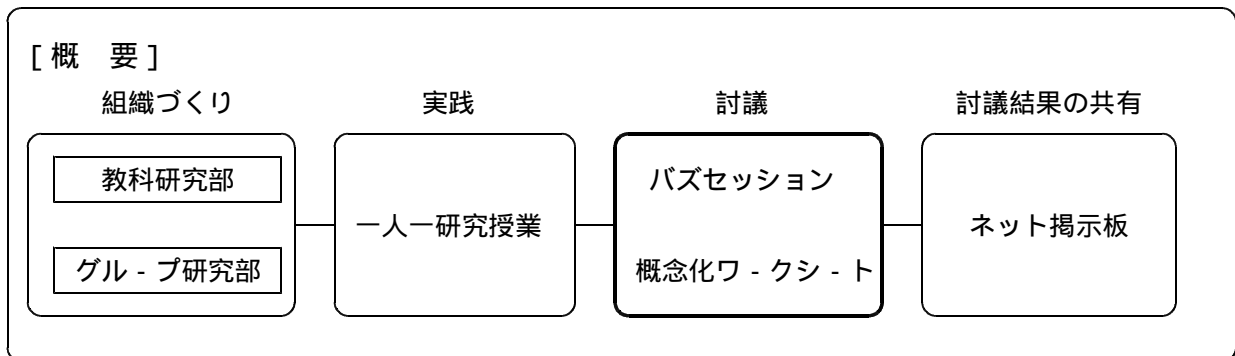 [ 概　要 ]
組織づくり　実践　討議　討議結果の共有
教科研究部
バズセッション
一人一研究授業
ネット掲示板
グル - プ研究部
概念化ワ - クシ - ト